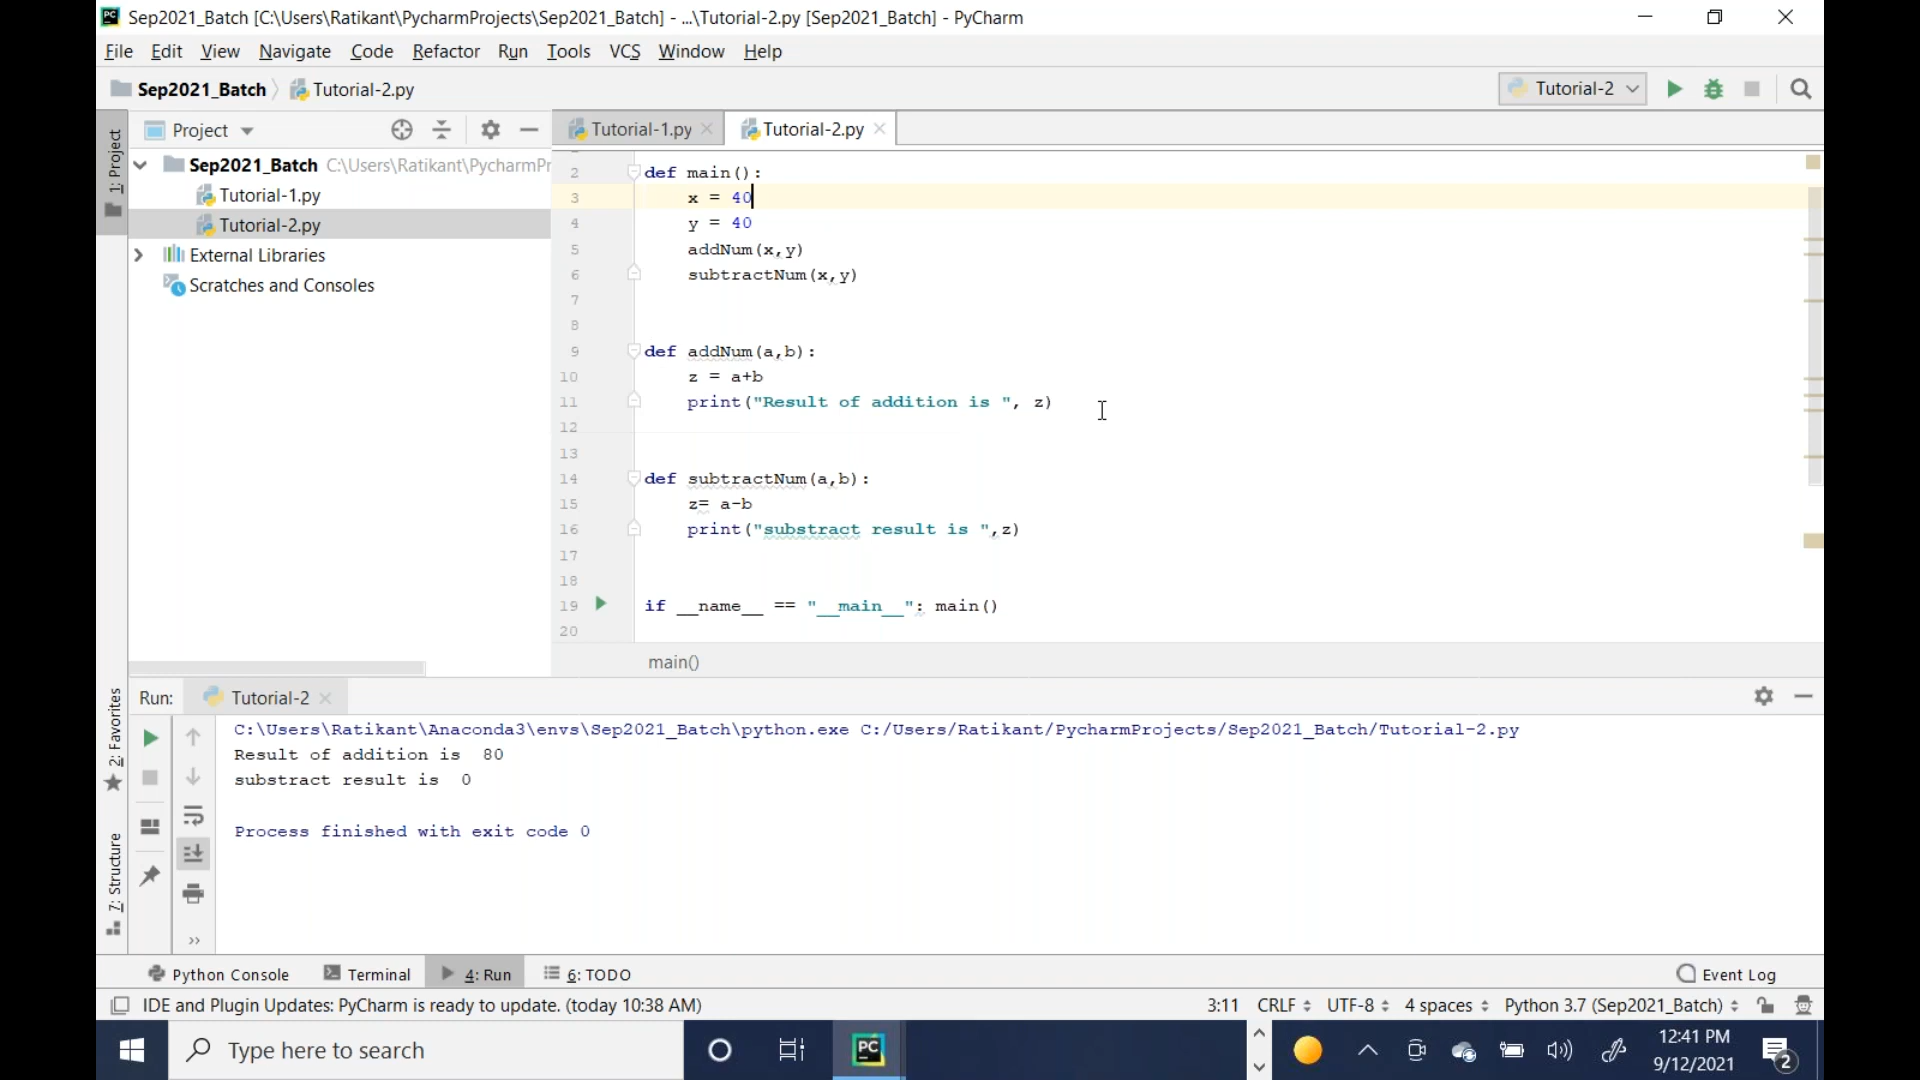 Sep2021_Batch [C:\Users\Ratikant\PycharmProjects\Sep2021_Batch] - ...\Tutorial-2.py [Sep2021_Batch] - PyCharm
File Edit View Navigate Code Refactor Run Tools VCS Window Help
Sep2021_Batch Tutorial-2.py
Tutorial-2
1: Project
Project
Sep2021_Batch C:\Users\Ratikant\PycharmPr
Tutorial-1.py
Tutorial-2.py
External Libraries
Scratches and Consoles
Tutorial-1.py Tutorial-2.py
2 def main():
3 x = 40
4 y = 40
5 addNum(x,y)
6 subtractNum(x,y)
7
8
9 def addNum(a,b):
10 z = a+b
11 print("Result of addition is ", z)
12
13
14 def subtractNum(a,b):
15 z= a-b
16 print("substract result is ",z)
17
18
19 if __name__ == "__main__": main()
20
main()
2: Favorites
7: Structure
Run: Tutorial-2
C:\Users\Ratikant\Anaconda3\envs\Sep2021_Batch\python.exe C:/Users/Ratikant/PycharmProjects/Sep2021_Batch/Tutorial-2.py
Result of addition is  80
substract result is  0
Process finished with exit code 0
Python Console Terminal 4: Run 6: TODO Event Log
IDE and Plugin Updates: PyCharm is ready to update. (today 10:38 AM) 3:11 CRLF UTF-8 4 spaces Python 3.7 (Sep2021_Batch)
Type here to search
PC
12:41 PM
9/12/2021
2